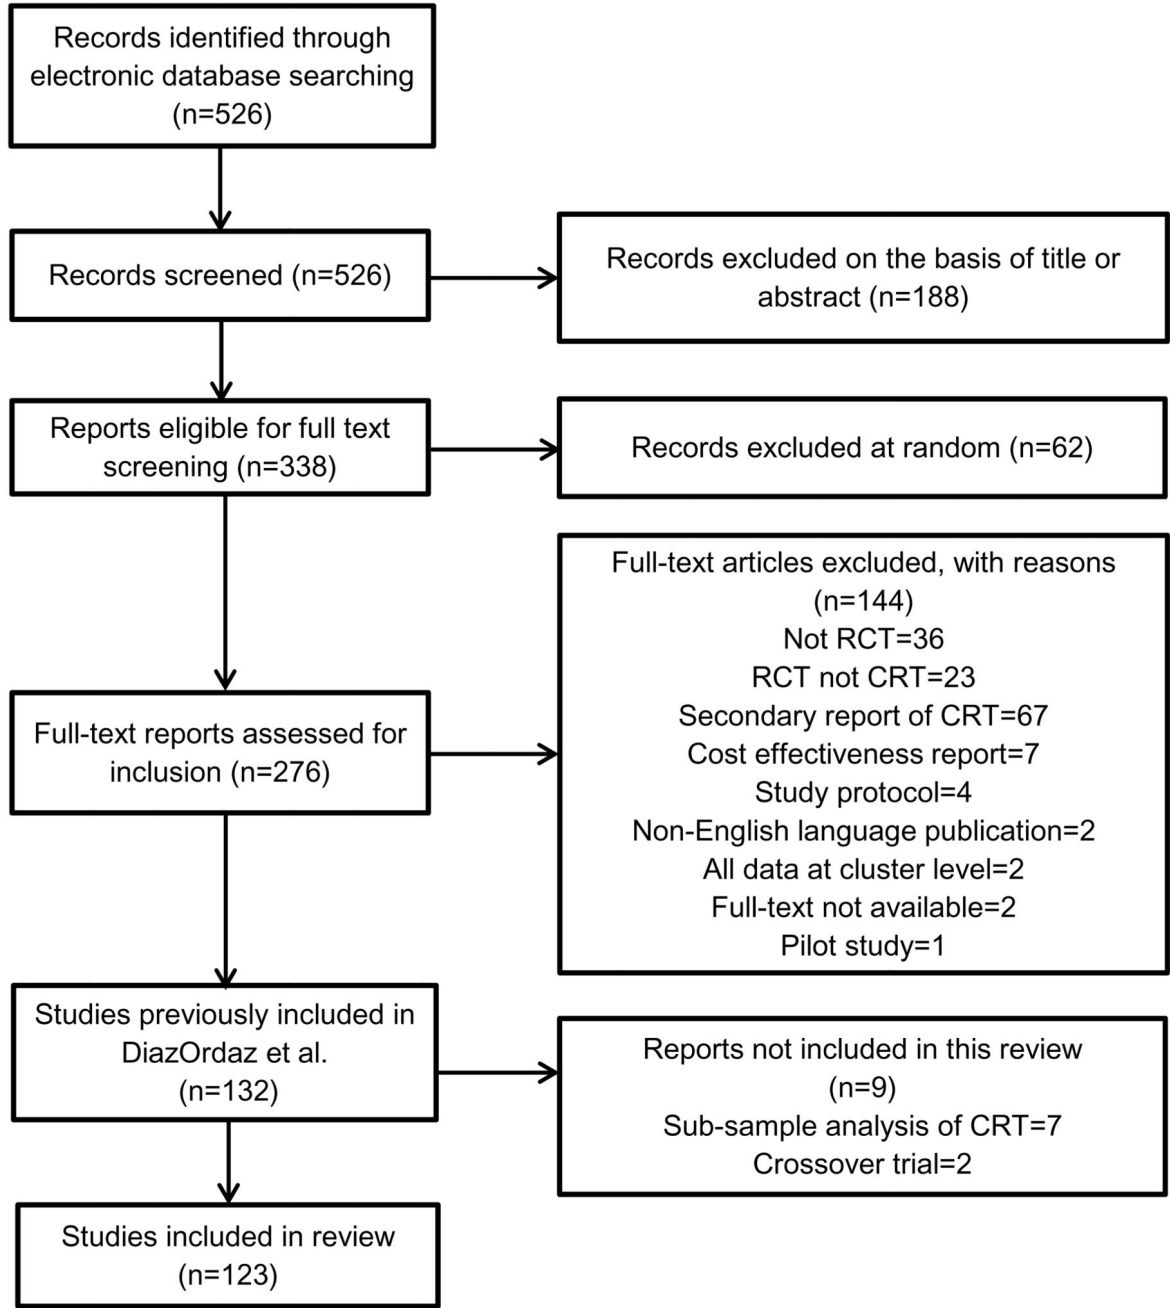 Records identified through
electronic database searching
(n=526)
Records screened (n=526)
Records excluded on the basis of title or
abstract (n=188)
Reports eligible for full text
screening (n=338)
Records excluded at random (n=62)
Full-text articles excluded, with reasons
(n=144)
Not RCT=36
RCT not CRT=23
Secondary report of CRT=67
Cost effectiveness report=7
Study protocol=4
Non-English language publication=2
All data at cluster level=2
Full-text not available=2
Pilot study=1
Full-text reports assessed for
inclusion (n=276)
Studies previously included in
DiazOrdaz et al.
(n=132)
Reports not included in this review
(n=9)
Sub-sample analysis of CRT=7
Crossover trial=2
Studies included in review
(n=123)